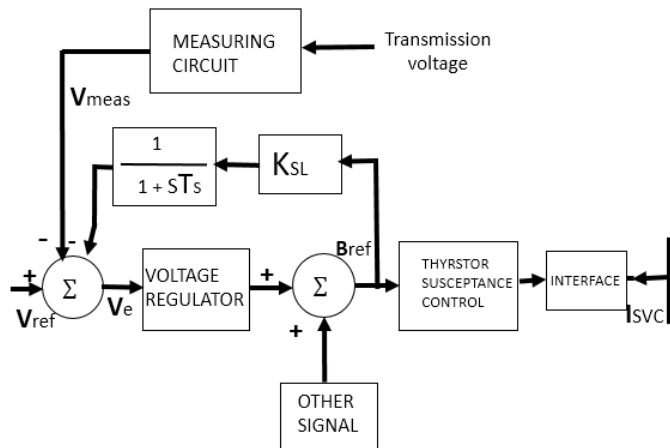 MEASURING
CIRCUIT
Transmission
voltage
Vmeas
1
1 + STs
KSL
- -
Bref
+
Σ
Vref
Ve
VOLTAGE
REGULATOR
+
Σ
+
THYRSTOR
SUSCEPTANCE
CONTROL
INTERFACE
ISVC
OTHER
SIGNAL